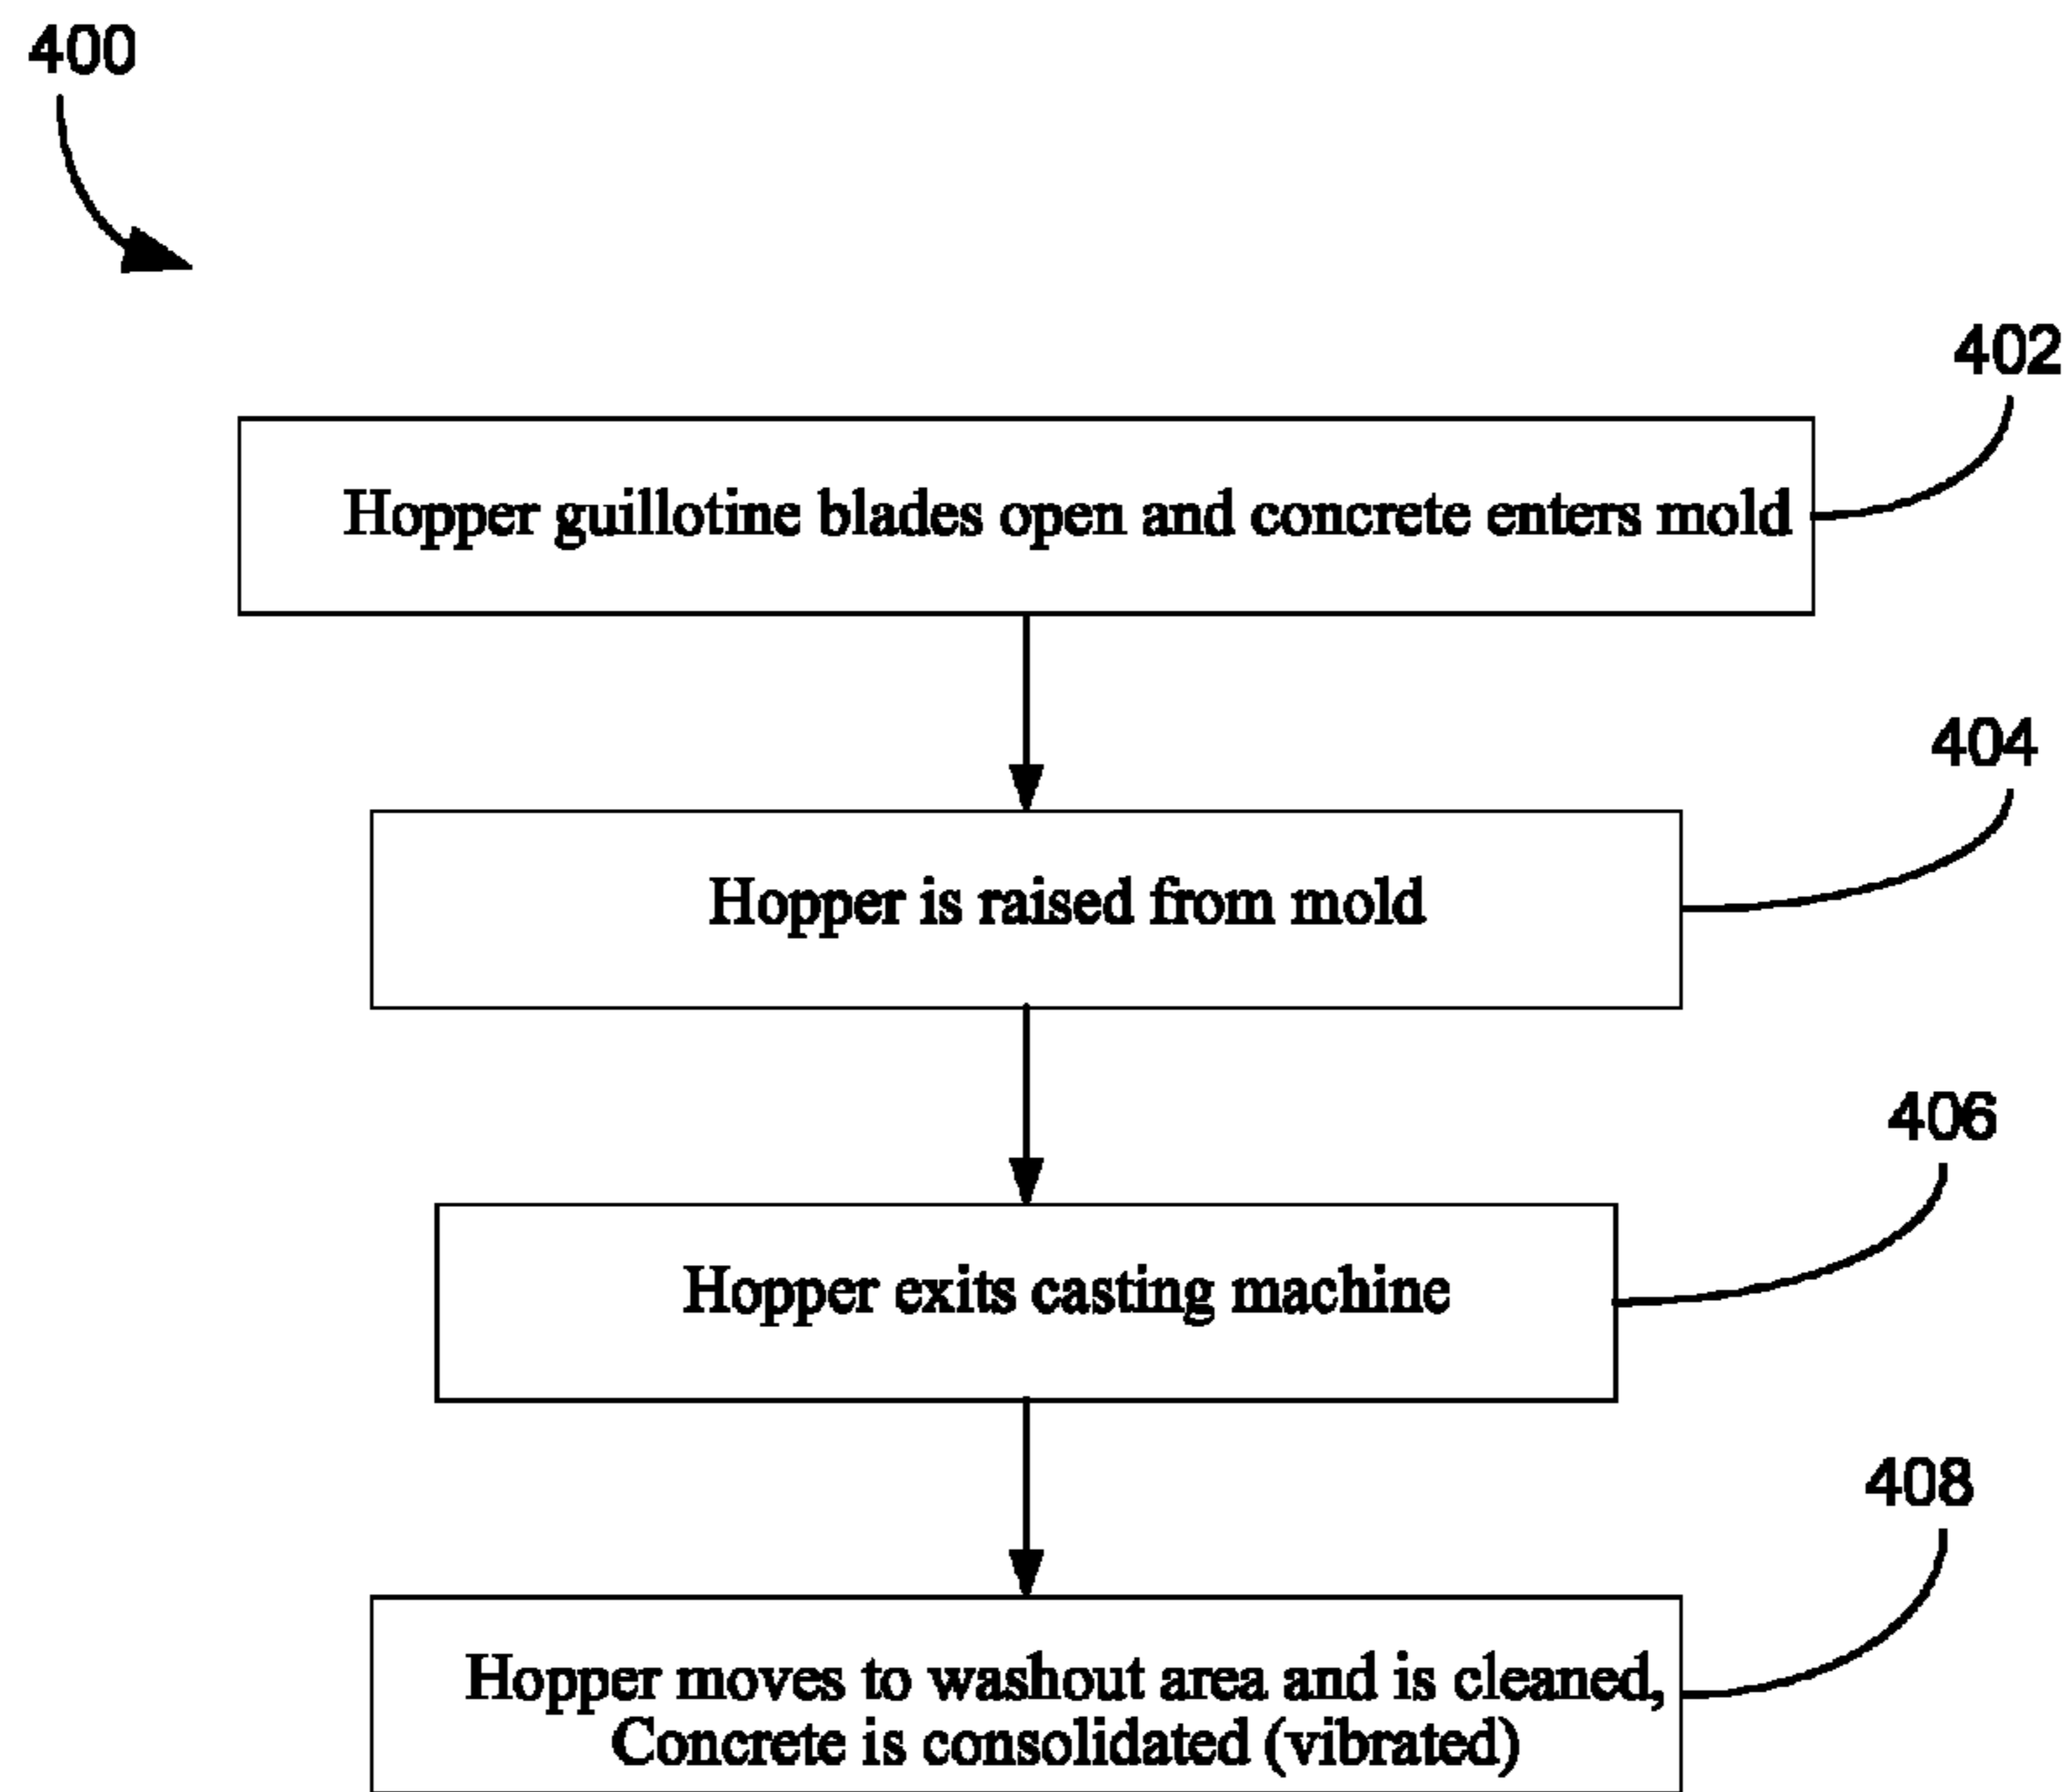 400
402
Hopper guillotine blades open and concrete enters mold
404
Hopper is raised from mold
406
Hopper exits casting machine
408
Hopper moves to washout area and is cleaned,
Concrete is consolidated (vibrated)